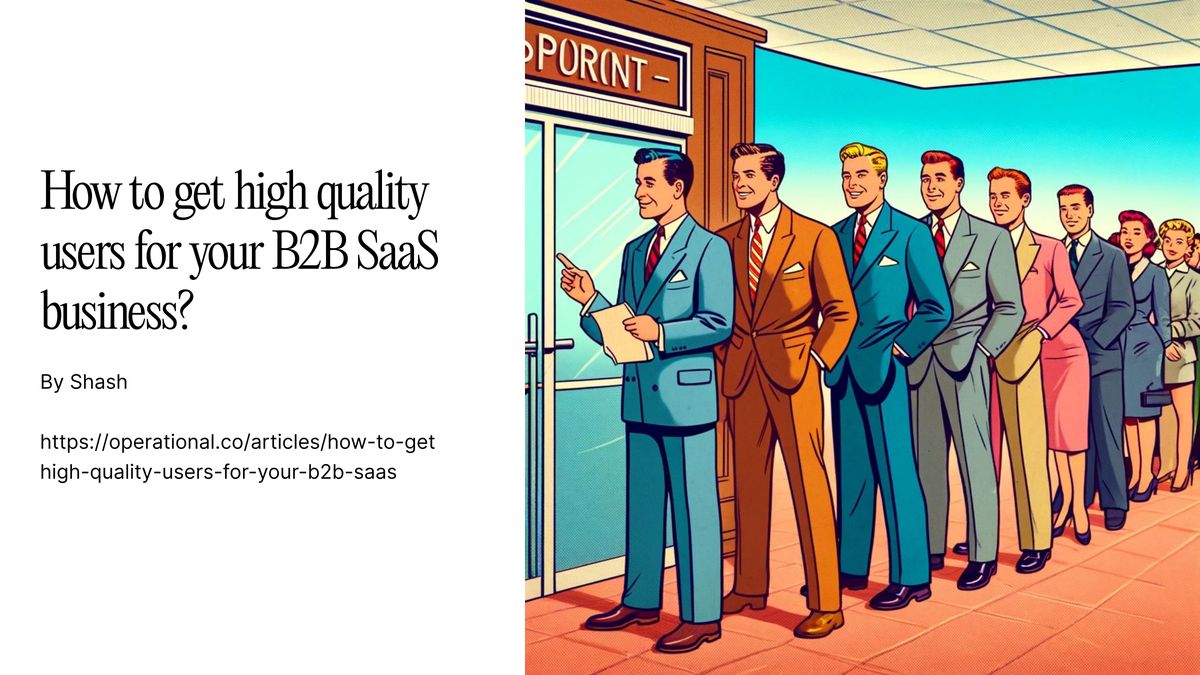 How to get high quality
users for your B2B SaaS
business?
By Shash
https://operational.co/articles/how-to-get
high-quality-users-for-your-b2b-saas